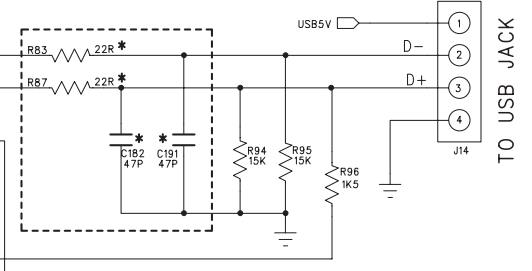 USB5V
1
D-
R83 22R *
2
D+
R87 22R *
3
4
J14
TO USB JACK
* *
C182 C191
47P 47P
R94
15K
R95
15K
R96
1K5